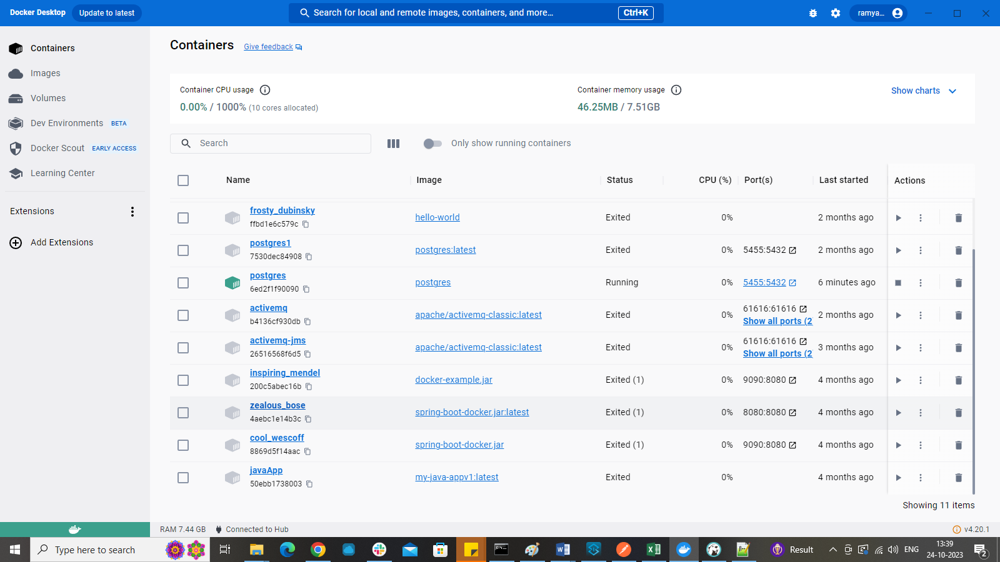 Docker Desktop Update to latest Search for local and remote images, containers, and more... Ctrl+K ramya...
Containers
Images
Volumes
Dev Environments BETA
Docker Scout EARLY ACCESS
Learning Center
Extensions
Add Extensions
Containers Give feedback
Container CPU usage Container memory usage Show charts
0.00% / 1000% (10 cores allocated) 46.25MB / 7.51GB
Search Only show running containers
Name Image Status CPU (%) Port(s) Last started Actions
frosty_dubinsky
ffbd1e6c579c hello-world Exited 0% 2 months ago
postgres1
7530dec84908 postgres:latest Exited 0% 5455:5432 2 months ago
postgres
6ed2f1f90090 postgres Running 0% 5455:5432 6 minutes ago
activemq
b4136cf930db apache/activemq-classic:latest Exited 0% 61616:61616 2 months ago
Show all ports (2
activemq-jms
26516568f6d5 apache/activemq-classic:latest Exited 0% 61616:61616 3 months ago
Show all ports (2
inspiring_mendel
200c5abec16b docker-example.jar Exited (1) 0% 9090:8080 4 months ago
zealous_bose
4aebc1e14b3c spring-boot-docker.jar:latest Exited (1) 0% 8080:8080 4 months ago
cool_wescoff
8869d5f14aac spring-boot-docker.jar Exited (1) 0% 9090:8080 4 months ago
javaApp
50ebb1738003 my-java-appv1:latest Exited 0% 4 months ago
Showing 11 items
RAM 7.44 GB Connected to Hub v4.20.1
Type here to search Result ENG 13:39
24-10-2023 2